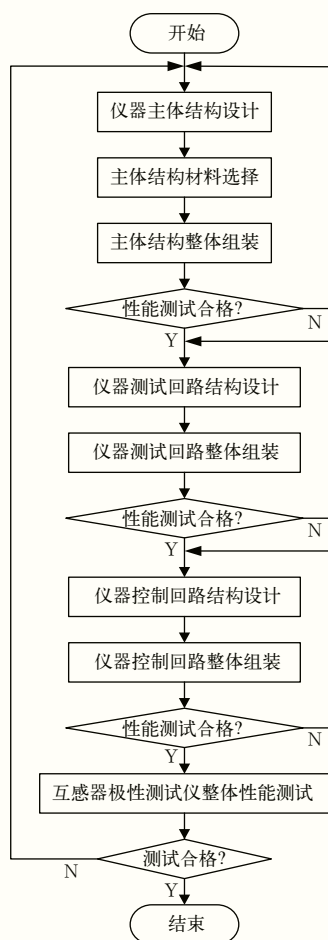 开始
仪器主体结构设计
主体结构材料选择
主体结构整体组装
性能测试合格?
N
Y
仪器测试回路结构设计
仪器测试回路整体组装
性能测试合格?
N
Y
仪器控制回路结构设计
仪器控制回路整体组装
性能测试合格?
N
Y
互感器极性测试仪整体性能测试
测试合格?
N
Y
结束